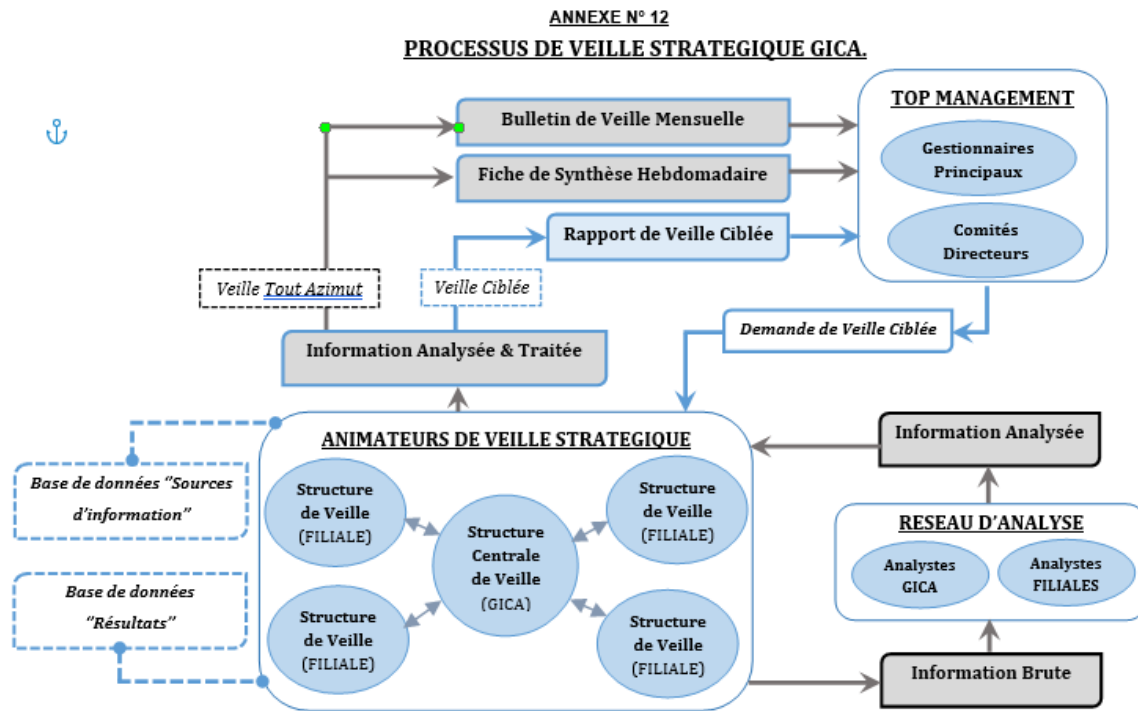 ANNEXE N° 12
PROCESSUS DE VEILLE STRATEGIQUE GICA.
Bulletin de Veille Mensuelle
Fiche de Synthèse Hebdomadaire
Rapport de Veille Ciblée
TOP MANAGEMENT
Gestionnaires
Principaux
Comités
Directeurs
Veille Tout Azimut
Veille Ciblée
Demande de Veille Ciblée
Information Analysée & Traitée
ANIMATEURS DE VEILLE STRATEGIQUE
Structure
de Veille
(FILIALE)
Structure
de Veille
(FILIALE)
Structure
Centrale
de Veille
(GICA)
Structure
de Veille
(FILIALE)
Structure
de Veille
(FILIALE)
Base de données "Sources
d'information"
Base de données
"Résultats"
Information Analysée
RESEAU D'ANALYSE
Analystes
GICA
Analystes
FILIALES
Information Brute